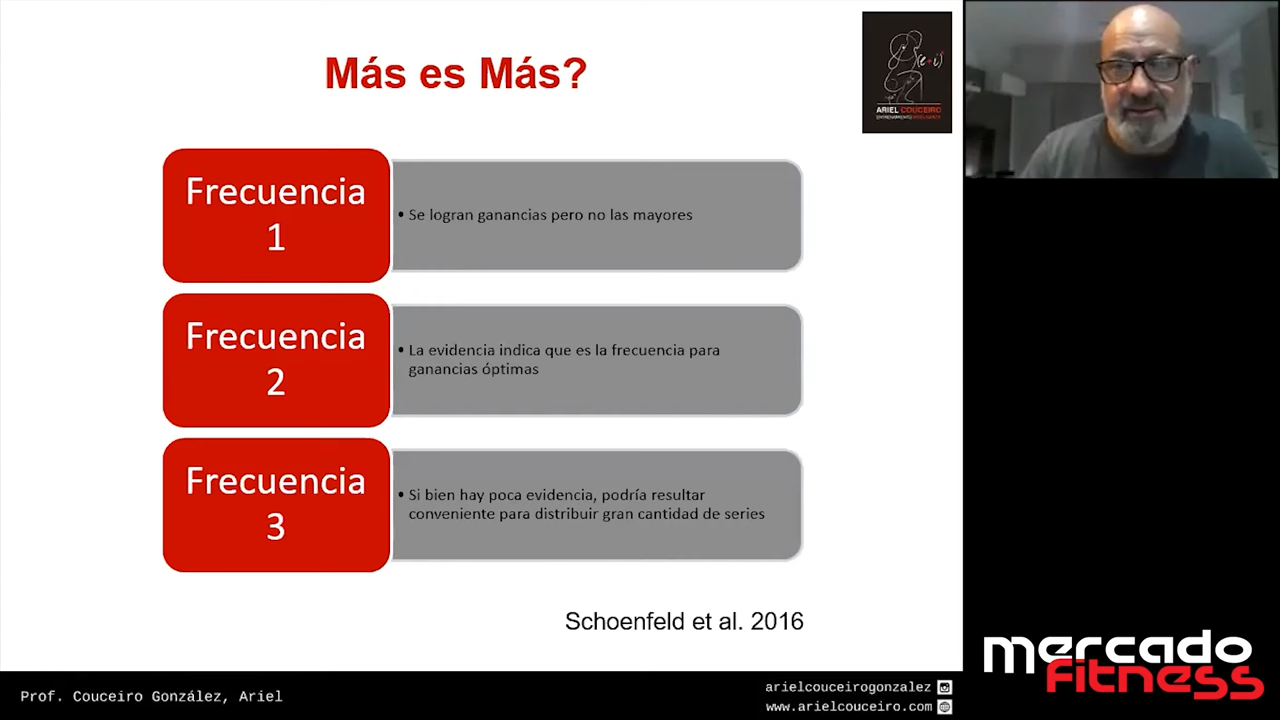 Más es Más?
ARIEL COUCEIRO
Frecuencia
1
• Se logran ganancias pero no las mayores
Frecuencia
2
• La evidencia indica que es la frecuencia para
ganancias óptimas
Frecuencia
3
• Si bien hay poca evidencia, podría resultar
conveniente para distribuir gran cantidad de series
Schoenfeld et al. 2016
Prof. Couceiro González, Ariel
arielcouceirogonzalez
www.arielcouceiro.com
mercado
fitness